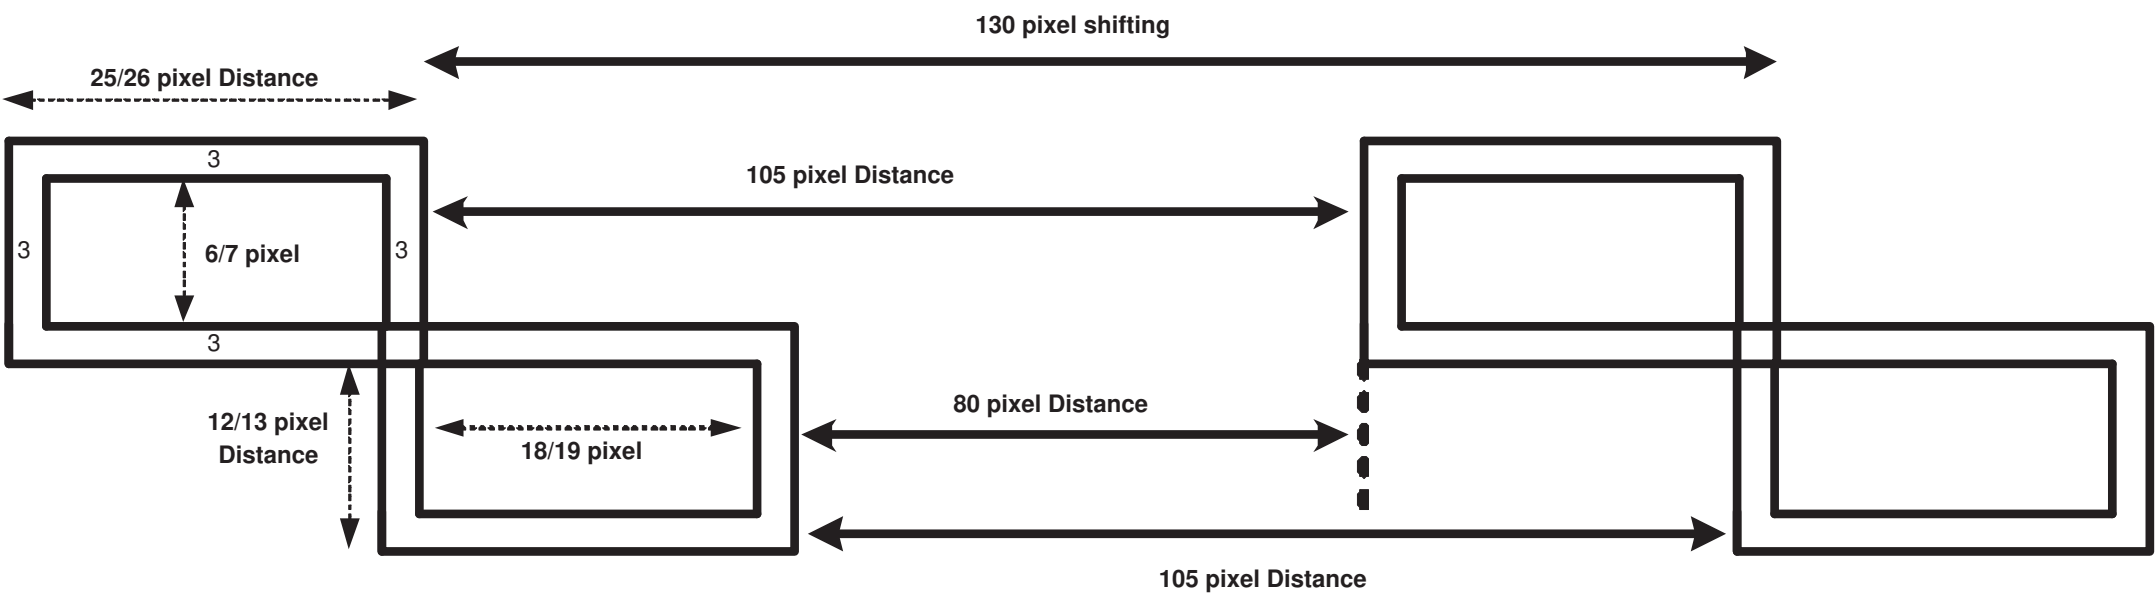 130 pixel shifting
25/26 pixel Distance
3
105 pixel Distance
3
6/7 pixel
3
3
12/13 pixel
Distance
18/19 pixel
80 pixel Distance
105 pixel Distance